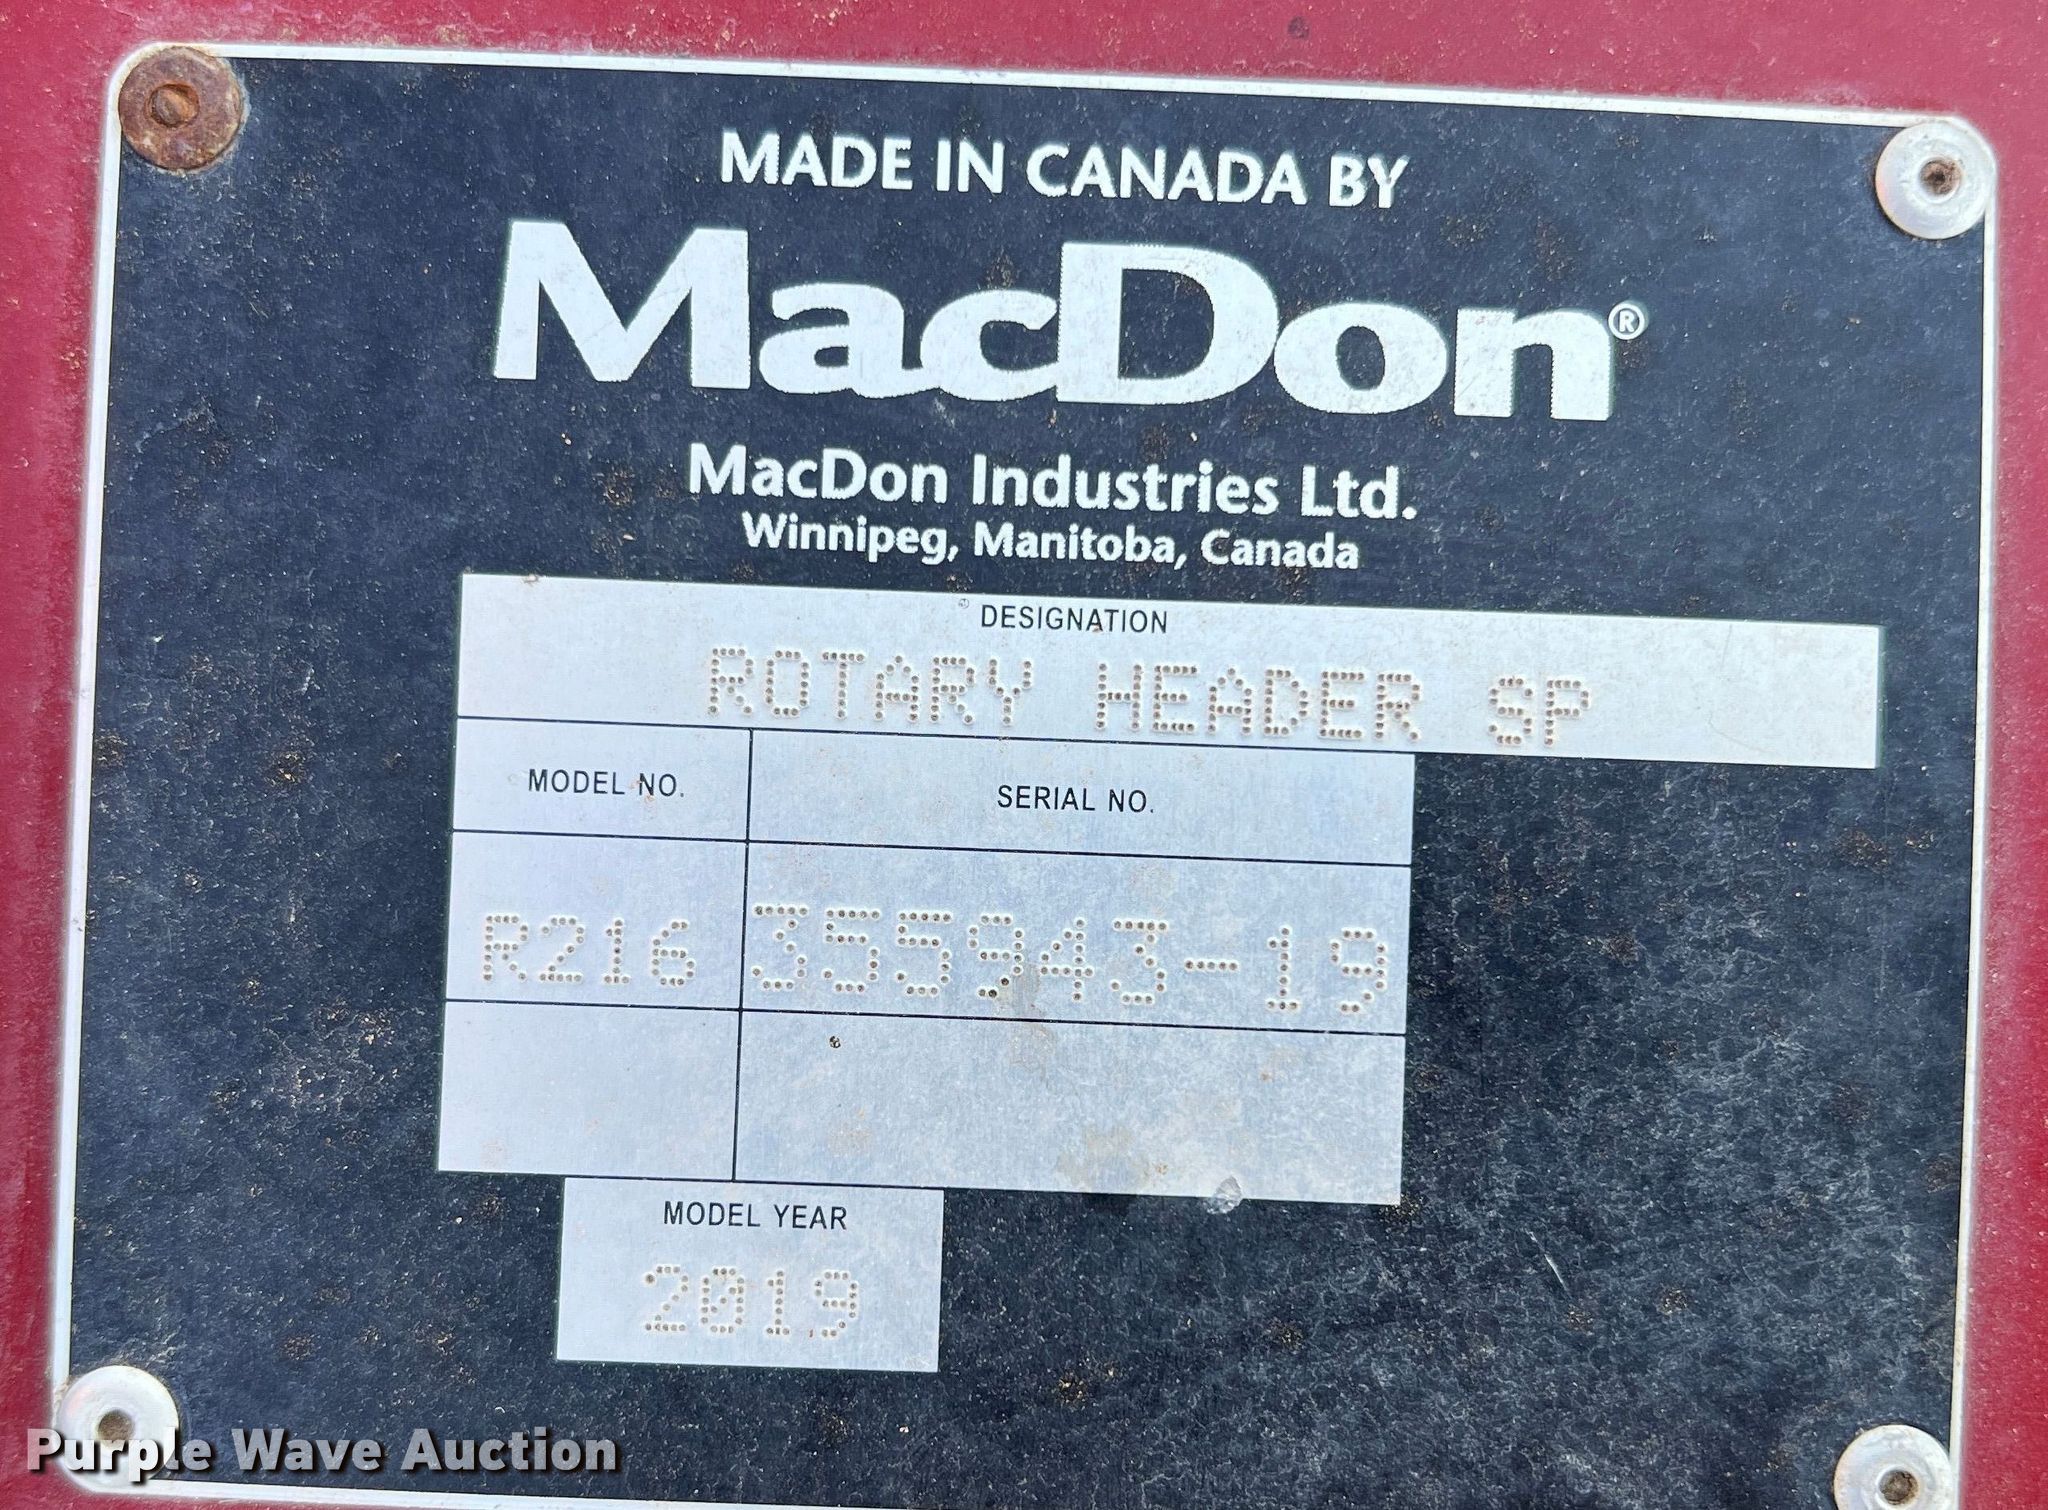 MADE IN CANADA BY
MacDon®
MacDon Industries Ltd.
Winnipeg, Manitoba, Canada
DESIGNATION
ROTARY HEADER SP
MODEL NO.
SERIAL NO.
R216
355943-19
MODEL YEAR
2019
Purple Wave Auction